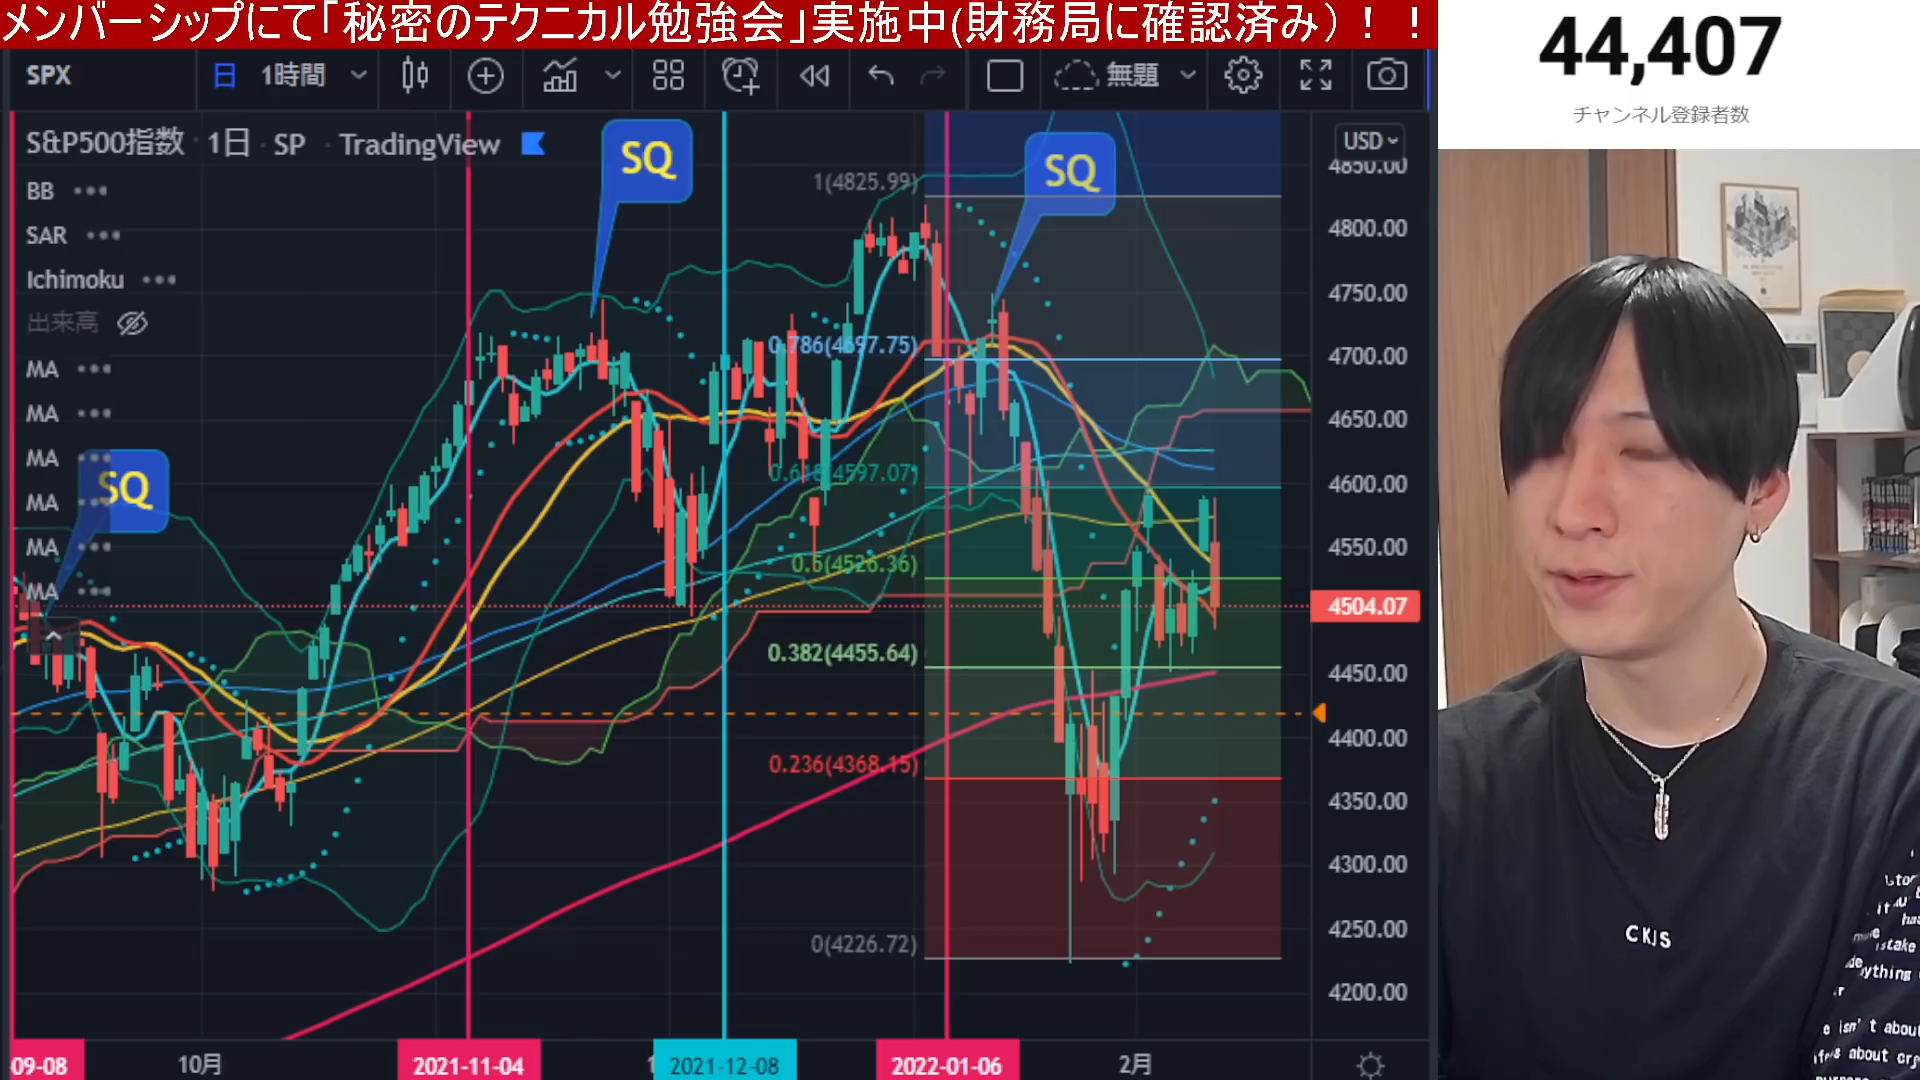 メンバーシップにて「秘密のテクニカル勉強会」実施中(財務局に確認済み)！！
44,407
チャンネル登録者数
SPX
日 1時間
無題
S&P500指数 · 1日 · SP · TradingView
USD
BB
SAR
Ichimoku
出来高
MA
MA
MA
MA
MA
MA
SQ
SQ
SQ
1(4825.99)
0.786(4697.75)
0.618(4597.07)
0.5(4526.36)
0.382(4455.64)
0.236(4368.15)
0(4226.72)
4850.00
4800.00
4750.00
4700.00
4650.00
4600.00
4550.00
4504.07
4450.00
4400.00
4350.00
4300.00
4250.00
4200.00
09-08
10月
2021-11-04
2021-12-08
2022-01-06
2月
CKJS
stake
ything
e isn't about
about